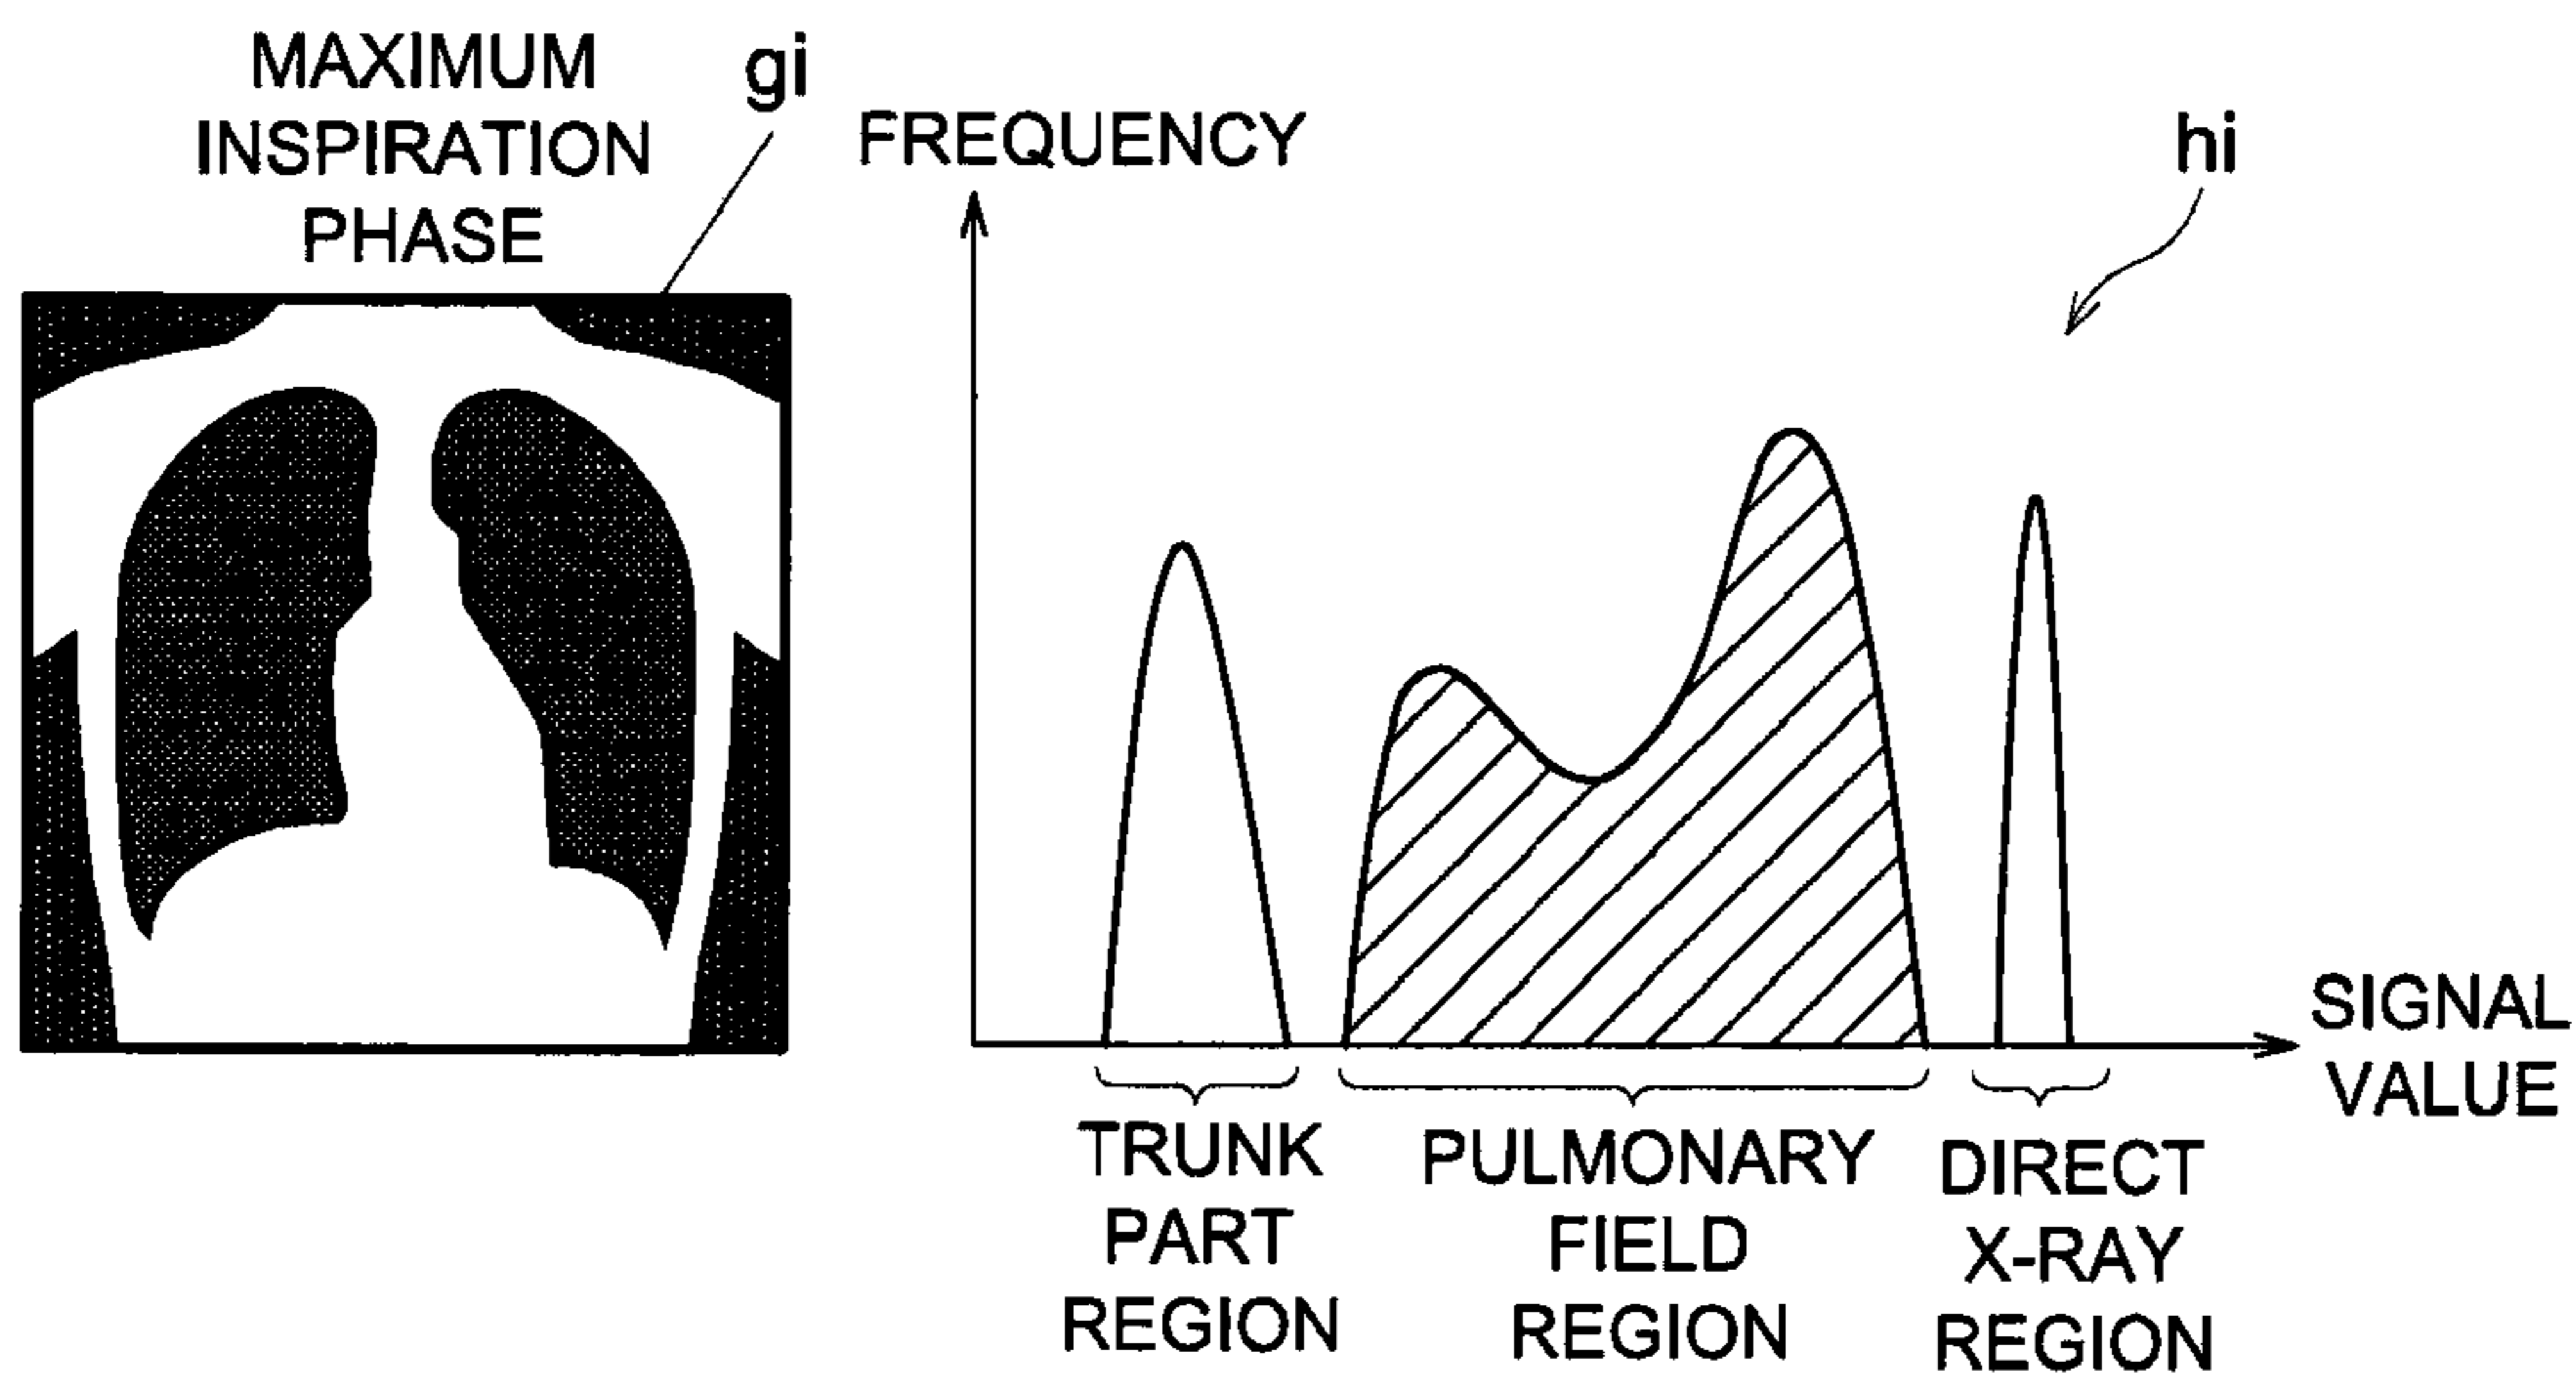 MAXIMUM
INSPIRATION
PHASE
gi
FREQUENCY
hi
SIGNAL
VALUE
TRUNK
PART
REGION
PULMONARY
FIELD
REGION
DIRECT
X-RAY
REGION